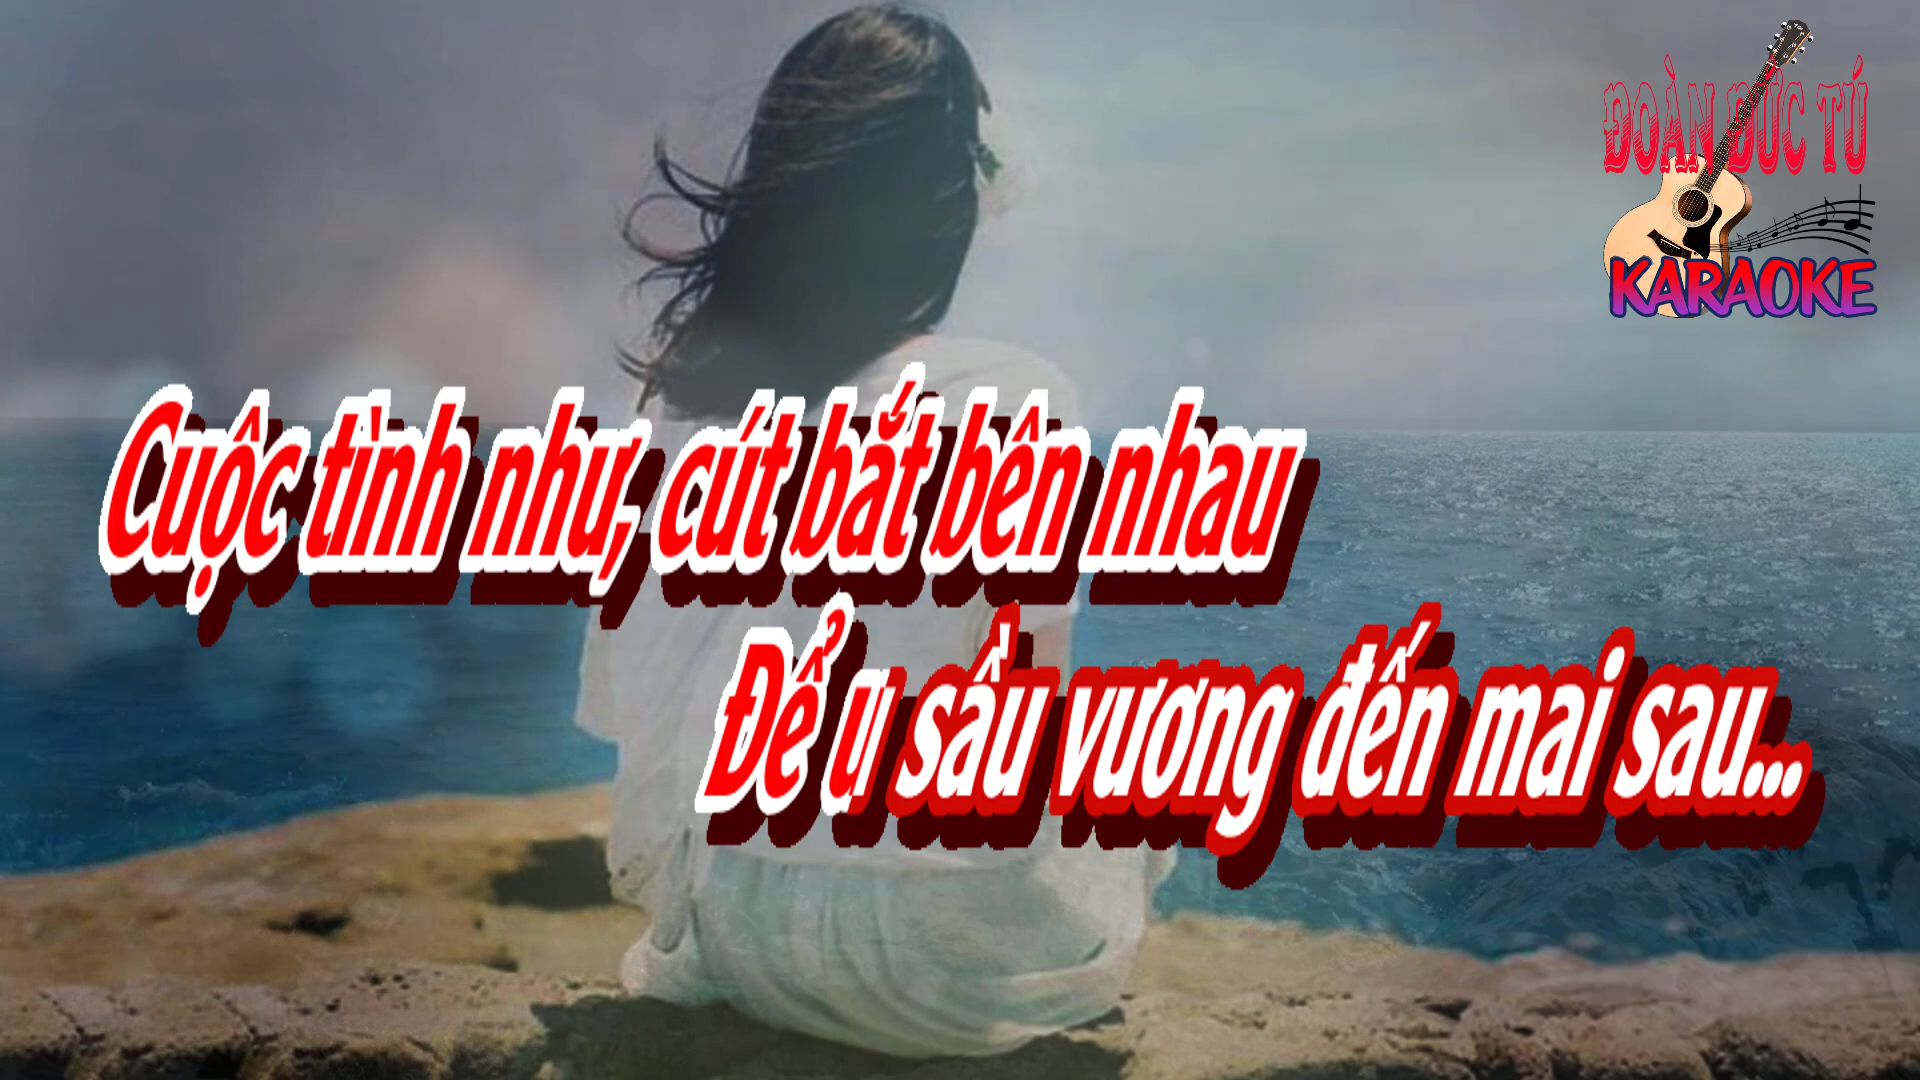 ĐOÀN ĐỨC TÚ
KARAOKE
Cuộc tình như, cút bắt bên nhau
Để ụ sầu vương đến mai sau...